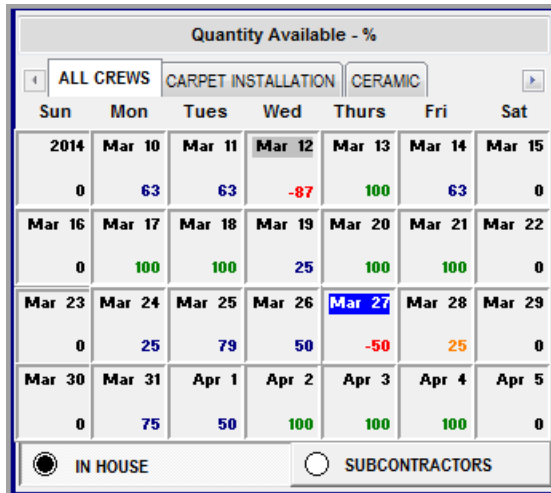 Quantity Available - %
ALL CREWS CARPET INSTALLATION CERAMIC
Sun Mon Tues Wed Thurs Fri Sat
2014 Mar 10 Mar 11 Mar 12 Mar 13 Mar 14 Mar 15
0 63 63 -87 100 63 0
Mar 16 Mar 17 Mar 18 Mar 19 Mar 20 Mar 21 Mar 22
0 100 100 25 100 100 0
Mar 23 Mar 24 Mar 25 Mar 26 Mar 27 Mar 28 Mar 29
0 25 79 50 -50 25 0
Mar 30 Mar 31 Apr 1 Apr 2 Apr 3 Apr 4 Apr 5
0 75 50 100 100 100 0
IN HOUSE SUBCONTRACTORS